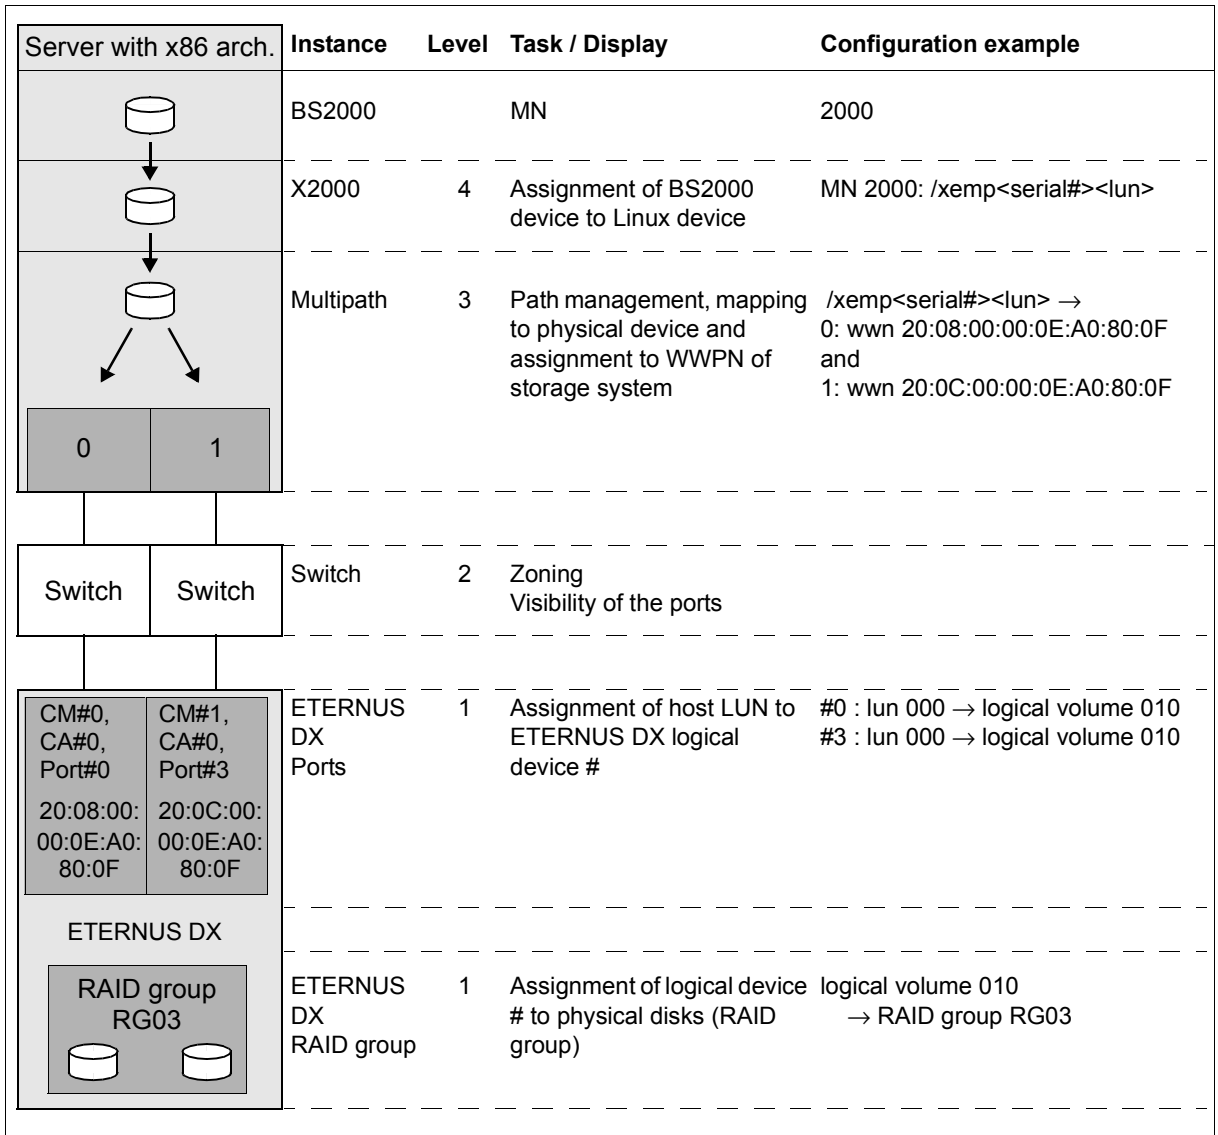 Server with x86 arch. Instance Level Task / Display Configuration example
BS2000 MN 2000
X2000 4 Assignment of BS2000 MN 2000: /xemp<serial#><lun>
device to Linux device
Multipath 3 Path management, mapping /xemp<serial#><lun> →
to physical device and 0: wwn 20:08:00:00:0E:A0:80:0F
assignment to WWPN of and
storage system 1: wwn 20:0C:00:00:0E:A0:80:0F
0 1
Switch Switch Switch 2 Zoning
Visibility of the ports
CM#0, CM#1, ETERNUS 1 Assignment of host LUN to #0 : lun 000 → logical volume 010
CA#0, CA#0, DX ETERNUS DX logical #3 : lun 000 → logical volume 010
Port#0 Port#3 Ports device #
20:08:00: 20:0C:00:
00:0E:A0: 00:0E:A0:
80:0F 80:0F
ETERNUS DX
RAID group ETERNUS 1 Assignment of logical device logical volume 010
RG03 DX # to physical disks (RAID → RAID group RG03
RAID group group)